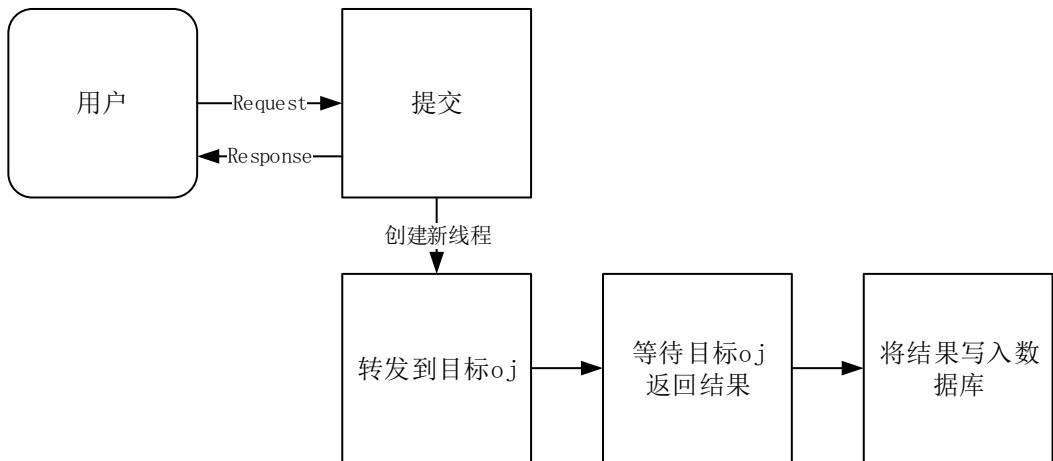 用户
Request
提交
Response
创建新线程
转发到目标oj
等待目标oj
返回结果
将结果写入数
据库